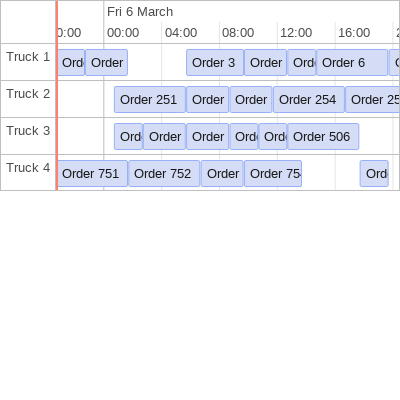 Fri 6 March
0:00 00:00 04:00 08:00 12:00 16:00
Truck 1 Ord Order Order 3 Order Ord Order 6
Truck 2 Order 251 Order Order Order 254 Order 25
Truck 3 Ord Order Order Ord Ord Order 506
Truck 4 Order 751 Order 752 Order Order 75 Ord